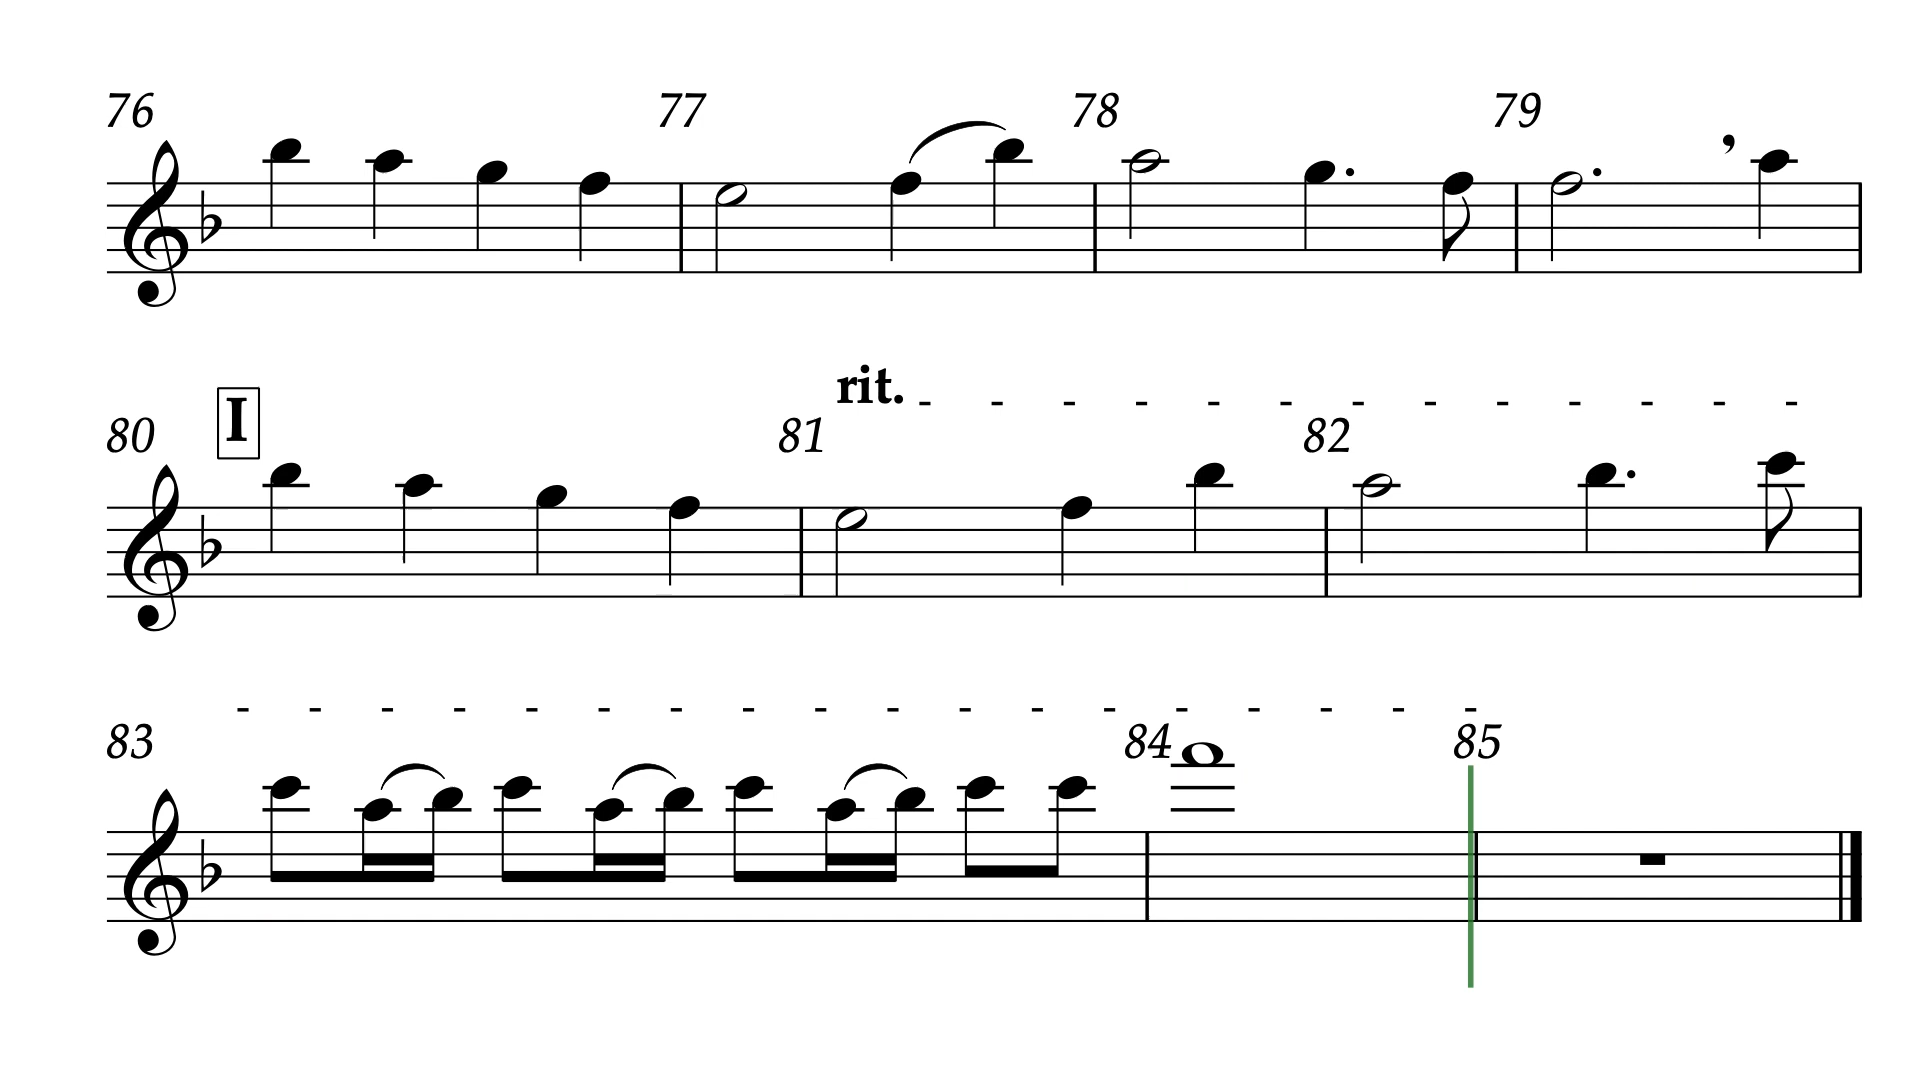 76 77 78 79
rit. - - - - - - - - - - - - -
80 I 81 82
- - - - - - - - - - - - - - - - - -
83 84 85